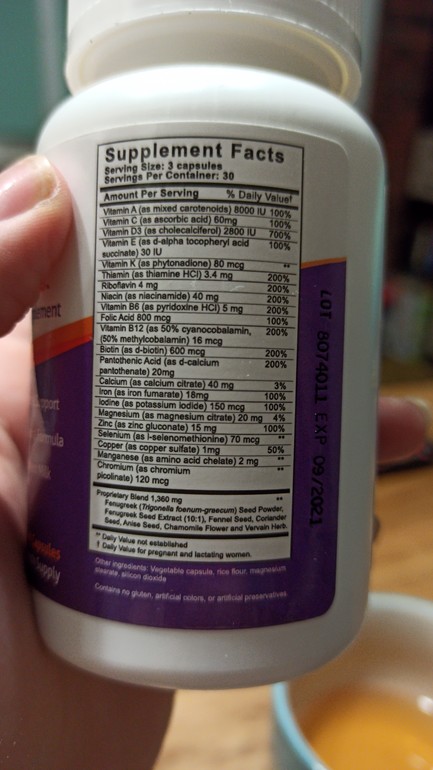 Supplement Facts
Serving Size: 3 capsules
Servings Per Container: 30
Amount Per Serving % Daily Value†
Vitamin A (as mixed carotenoids) 8000 IU 100%
Vitamin C (as ascorbic acid) 60mg 100%
Vitamin D3 (as cholecalciferol) 2800 IU 700%
Vitamin E (as d-alpha tocopheryl acid 100%
succinate) 30 IU
Vitamin K (as phytonadione) 80 mcg **
Thiamin (as thiamine HCl) 3.4 mg 200%
Riboflavin 4 mg 200%
Niacin (as niacinamide) 40 mg 200%
Vitamin B6 (as pyridoxine HCl) 5 mg 200%
Folic Acid 800 mcg 100%
Vitamin B12 (as 50% cyanocobalamin, 200%
(50% methylcobalamin) 16 mcg
Biotin (as d-biotin) 600 mcg 200%
Pantothenic Acid (as d-calcium 200%
pantothenate) 20mg
Calcium (as calcium citrate) 40 mg 3%
Iron (as iron fumarate) 18mg 100%
Iodine (as potassium iodide) 150 mcg 100%
Magnesium (as magnesium citrate) 20 mg 4%
Zinc (as zinc gluconate) 15 mg 100%
Selenium (as l-selenomethionine) 70 mcg **
Copper (as copper sulfate) 1mg 50%
Manganese (as amino acid chelate) 2 mg **
Chromium (as chromium **
picolinate) 120 mcg
Proprietary Blend 1,360 mg **
Fenugreek (Trigonella foenum-graecum) Seed Powder,
Fenugreek Seed Extract (10:1), Fennel Seed, Coriander
Seed, Anise Seed, Chamomile Flower and Vervain Herb.
** Daily Value not established
† Daily Value for pregnant and lactating women.
Other ingredients: Vegetable capsule, rice flour, magnesium
stearate, silicon dioxide
Contains no gluten, artificial colors, or artificial preservatives.
LOT 8074011 EXP 09/2021